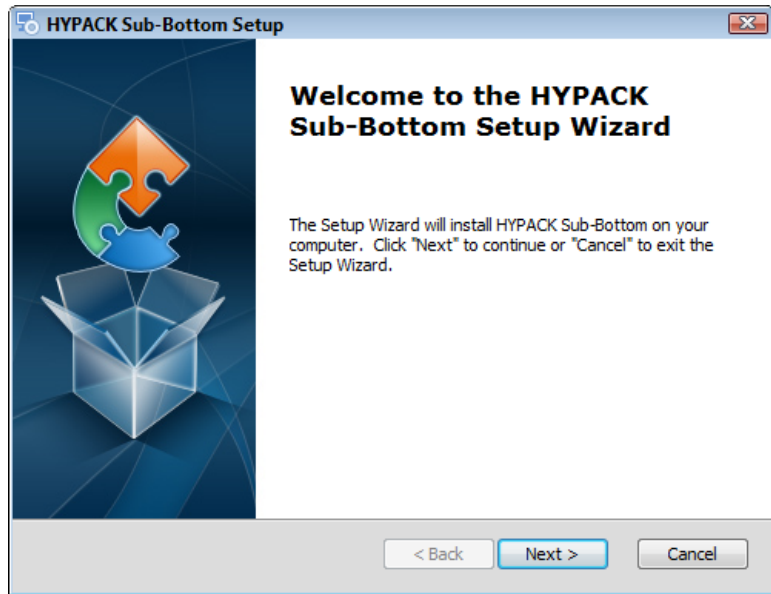 HYPACK Sub-Bottom Setup
Welcome to the HYPACK
Sub-Bottom Setup Wizard
The Setup Wizard will install HYPACK Sub-Bottom on your
computer.  Click "Next" to continue or "Cancel" to exit the
Setup Wizard.
< Back Next > Cancel